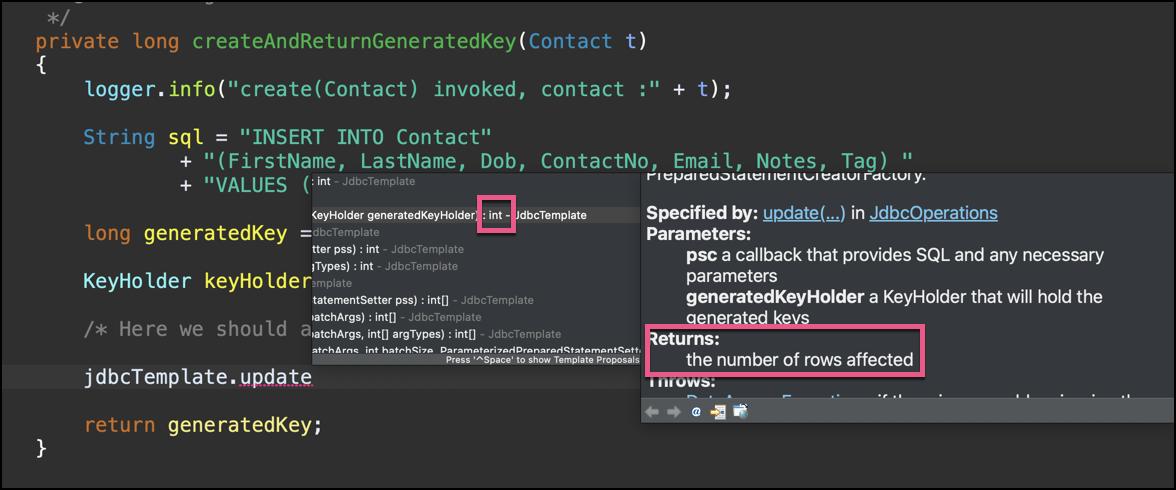 */
private long createAndReturnGeneratedKey(Contact t)
{
logger.info("create(Contact) invoked, contact :" + t);
String sql = "INSERT INTO Contact"
+ "(FirstName, LastName, Dob, ContactNo, Email, Notes, Tag) "
+ "VALUES (
long generatedKey =
KeyHolder keyHolder
/* Here we should a
jdbcTemplate.update
return generatedKey;
}
: int - JdbcTemplate
KeyHolder generatedKeyHolder) : int - JdbcTemplate
dbcTemplate
tter pss) : int - JdbcTemplate
gTypes) : int - JdbcTemplate
emplate
tatementSetter pss) : int[] - JdbcTemplate
batchArgs) : int[] - JdbcTemplate
batchArgs, int[] argTypes) : int[] - JdbcTemplate
batchArgs, int batchSize, ParameterizedPreparedStatementSette
Press '^Space' to show Template Proposals
PreparedStatementCreatorFactory.
Specified by: update(...) in JdbcOperations
Parameters:
psc a callback that provides SQL and any necessary
parameters
generatedKeyHolder a KeyHolder that will hold the
generated keys
Returns:
the number of rows affected
Throws: